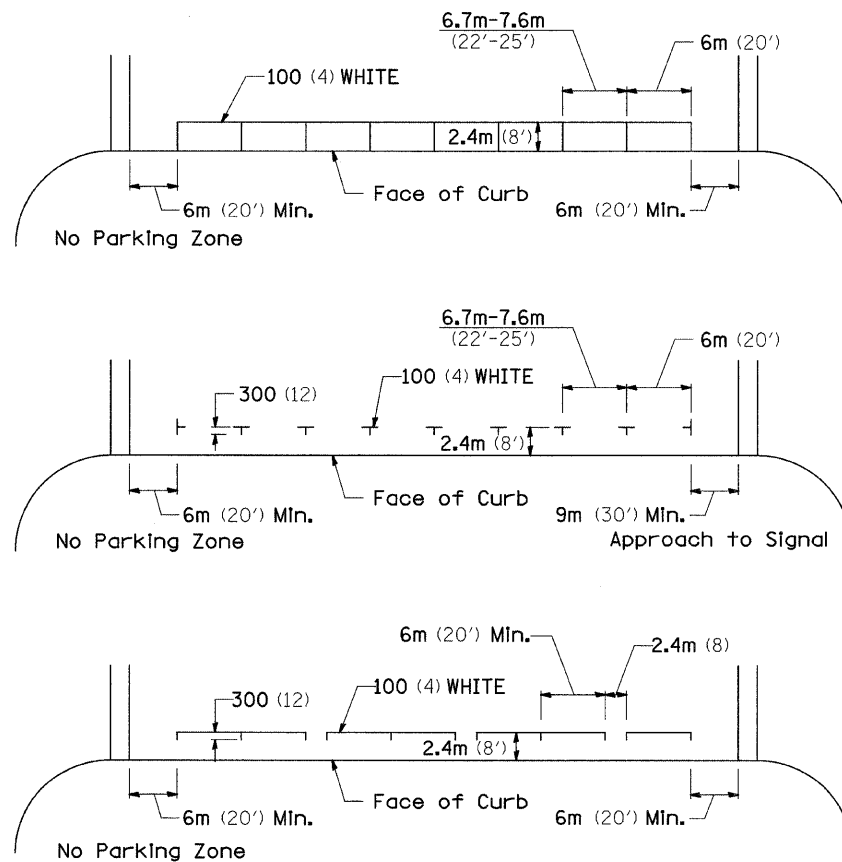 6.7m-7.6m
(22'-25')
6m (20')
100 (4) WHITE
2.4m (8')
Face of Curb
6m (20') Min.
6m (20') Min.
No Parking Zone
6.7m-7.6m
(22'-25')
6m (20')
300 (12)
100 (4) WHITE
2.4m (8')
Face of Curb
6m (20') Min.
9m (30') Min.
No Parking Zone
Approach to Signal
6m (20') Min.
2.4m (8)
300 (12)
100 (4) WHITE
2.4m (8')
Face of Curb
6m (20') Min.
6m (20') Min.
No Parking Zone